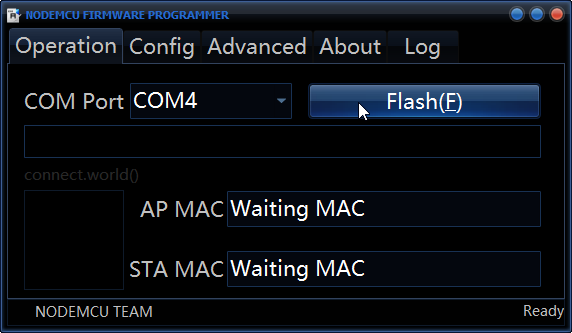 NODEMCU FIRMWARE PROGRAMMER
Operation Config Advanced About Log
COM Port COM4 Flash(F)
connect.world()
AP MAC Waiting MAC
STA MAC Waiting MAC
NODEMCU TEAM Ready